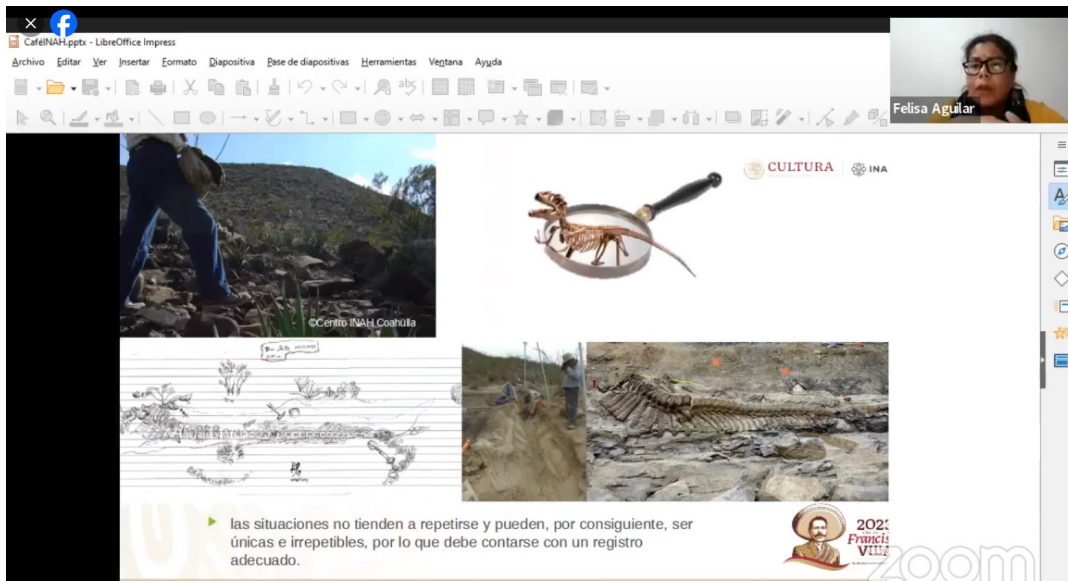 CaféINAH.pptx - LibreOffice Impress
Archivo Editar Ver Insertar Formato Diapositiva Pase de diapositivas Herramientas Ventana Ayuda
Felisa Aguilar
CULTURA INA
©Centro INAH Coahuila
las situaciones no tienden a repetirse y pueden, por consiguiente, ser
únicas e irrepetibles, por lo que debe contarse con un registro
adecuado.
2023
Francis
VILLA
zoom